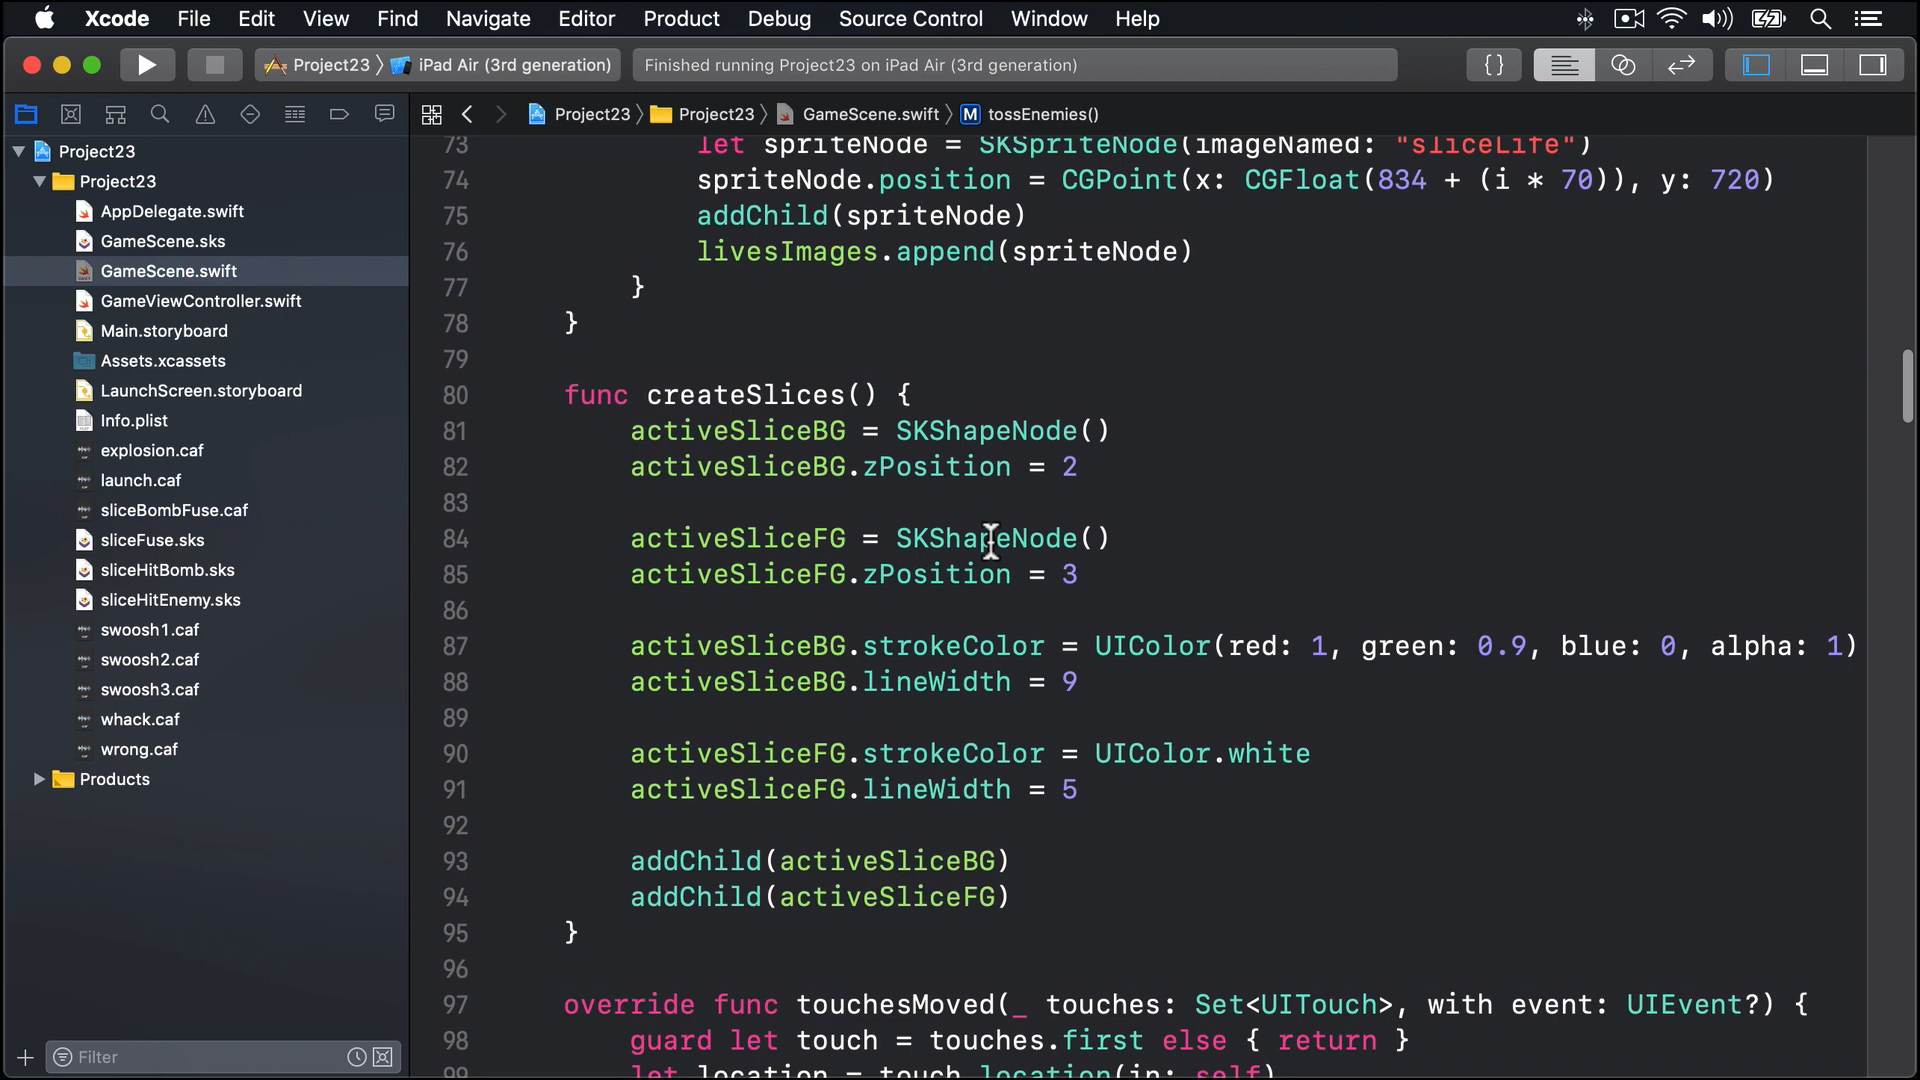 Xcode File Edit View Find Navigate Editor Product Debug Source Control Window Help
Project23 iPad Air (3rd generation) Finished running Project23 on iPad Air (3rd generation) {}
Project23 Project23 GameScene.swift M tossEnemies()
Project23
Project23
AppDelegate.swift
GameScene.sks
GameScene.swift
GameViewController.swift
Main.storyboard
Assets.xcassets
LaunchScreen.storyboard
Info.plist
explosion.caf
launch.caf
sliceBombFuse.caf
sliceFuse.sks
sliceHitBomb.sks
sliceHitEnemy.sks
swoosh1.caf
swoosh2.caf
swoosh3.caf
whack.caf
wrong.caf
Products
Filter
73 let spriteNode = SKSpriteNode(imageNamed: "sliceLife")
74 spriteNode.position = CGPoint(x: CGFloat(834 + (i * 70)), y: 720)
75 addChild(spriteNode)
76 livesImages.append(spriteNode)
77 }
78 }
79
80 func createSlices() {
81 activeSliceBG = SKShapeNode()
82 activeSliceBG.zPosition = 2
83
84 activeSliceFG = SKShapeNode()
85 activeSliceFG.zPosition = 3
86
87 activeSliceBG.strokeColor = UIColor(red: 1, green: 0.9, blue: 0, alpha: 1)
88 activeSliceBG.lineWidth = 9
89
90 activeSliceFG.strokeColor = UIColor.white
91 activeSliceFG.lineWidth = 5
92
93 addChild(activeSliceBG)
94 addChild(activeSliceFG)
95 }
96
97 override func touchesMoved(_ touches: Set<UITouch>, with event: UIEvent?) {
98 guard let touch = touches.first else { return }
99 let location = touch.location(in: self)